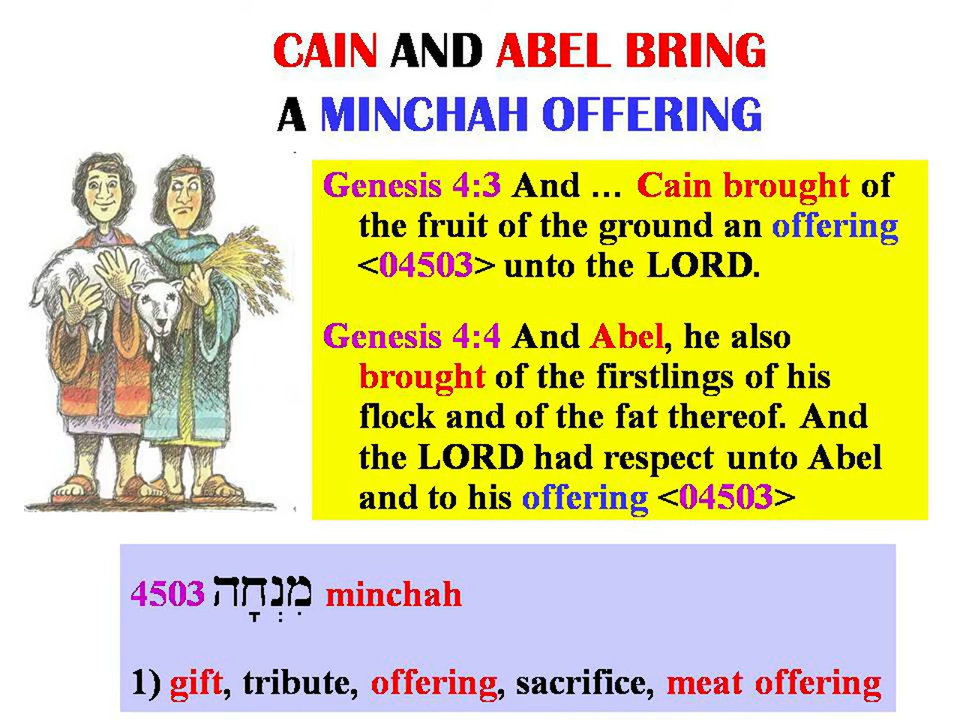 CAIN AND ABEL BRING
A MINCHAH OFFERING
Genesis 4:3 And ... Cain brought of
the fruit of the ground an offering
<04503> unto the LORD.
Genesis 4:4 And Abel, he also
brought of the firstlings of his
flock and of the fat thereof. And
the LORD had respect unto Abel
and to his offering <04503>
4503 מִנְחָה minchah
1) gift, tribute, offering, sacrifice, meat offering